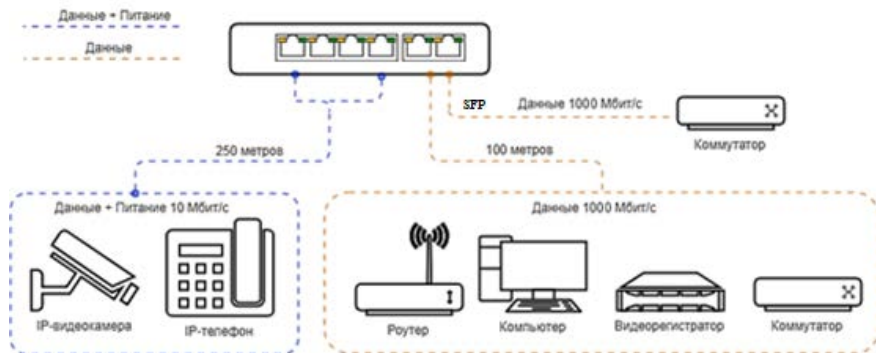 Данные + Питание
Данные
SFP
Данные 1000 Мбит/с
Коммутатор
250 метров
100 метров
Данные + Питание 10 Мбит/с
Данные 1000 Мбит/с
IP-видеокамера
IP-телефон
Роутер
Компьютер
Видеорегистратор
Коммутатор